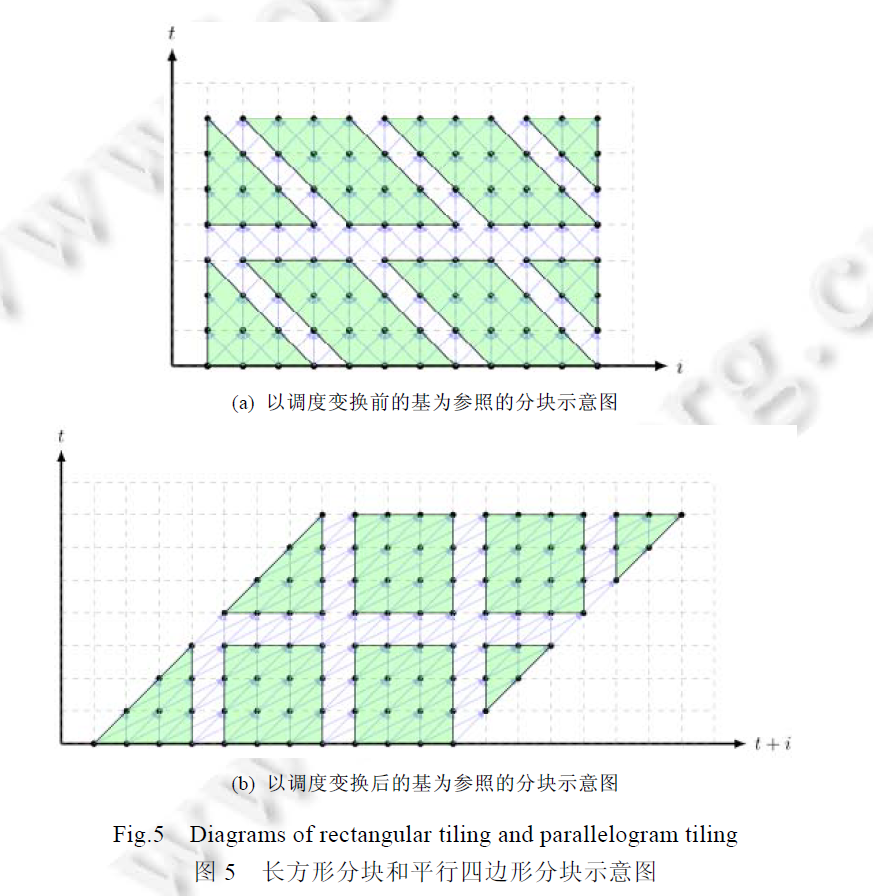 t
i
(a) 以调度变换前的基为参照的分块示意图
t
t + i
(b) 以调度变换后的基为参照的分块示意图
Fig.5 Diagrams of rectangular tiling and parallelogram tiling
图 5 长方形分块和平行四边形分块示意图